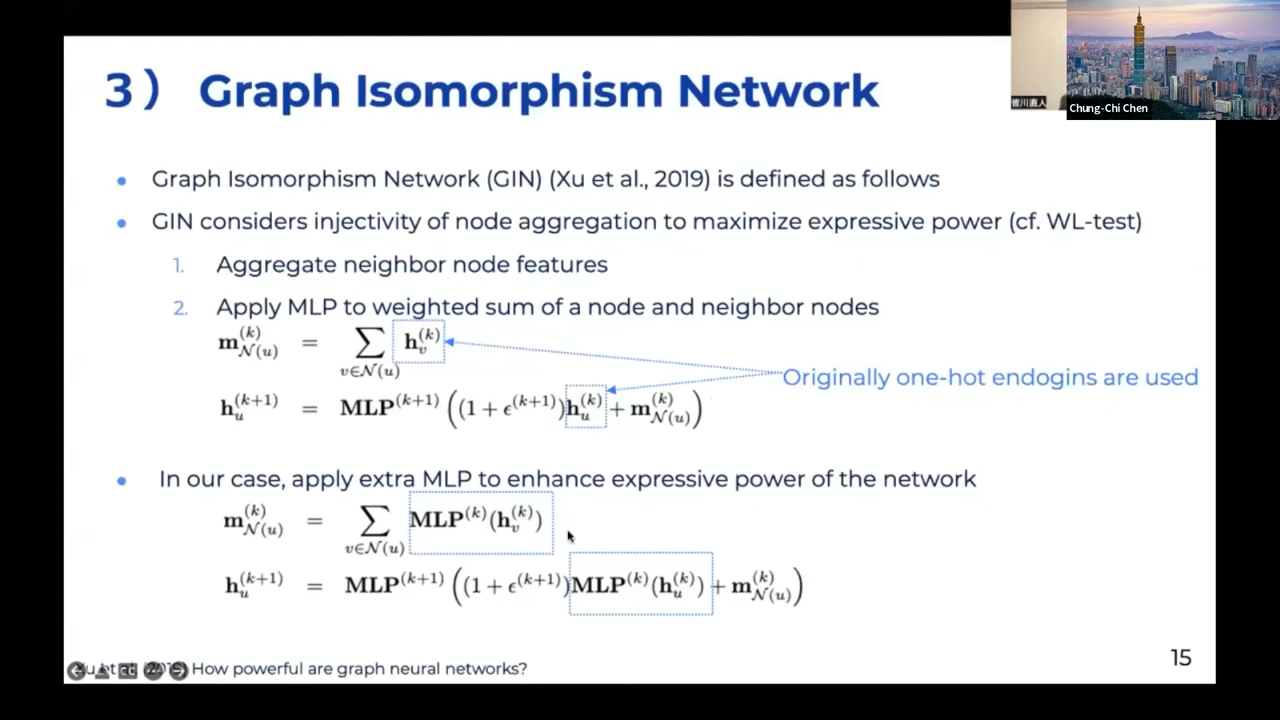 3） Graph Isomorphism Network
皆川直人
Chung-Chi Chen
• Graph Isomorphism Network (GIN) (Xu et al., 2019) is defined as follows
• GIN considers injectivity of node aggregation to maximize expressive power (cf. WL-test)
1. Aggregate neighbor node features
2. Apply MLP to weighted sum of a node and neighbor nodes
m_{𝒩(u)}^{(k)} = ∑_{v∈𝒩(u)} h_v^{(k)}
Originally one-hot endogins are used
h_u^{(k+1)} = MLP^{(k+1)} ((1 + ϵ^{(k+1)})h_u^{(k)} + m_{𝒩(u)}^{(k)})
• In our case, apply extra MLP to enhance expressive power of the network
m_{𝒩(u)}^{(k)} = ∑_{v∈𝒩(u)} MLP^{(k)}(h_v^{(k)})
h_u^{(k+1)} = MLP^{(k+1)} ((1 + ϵ^{(k+1)})MLP^{(k)}(h_u^{(k)}) + m_{𝒩(u)}^{(k)})
15
How powerful are graph neural networks?